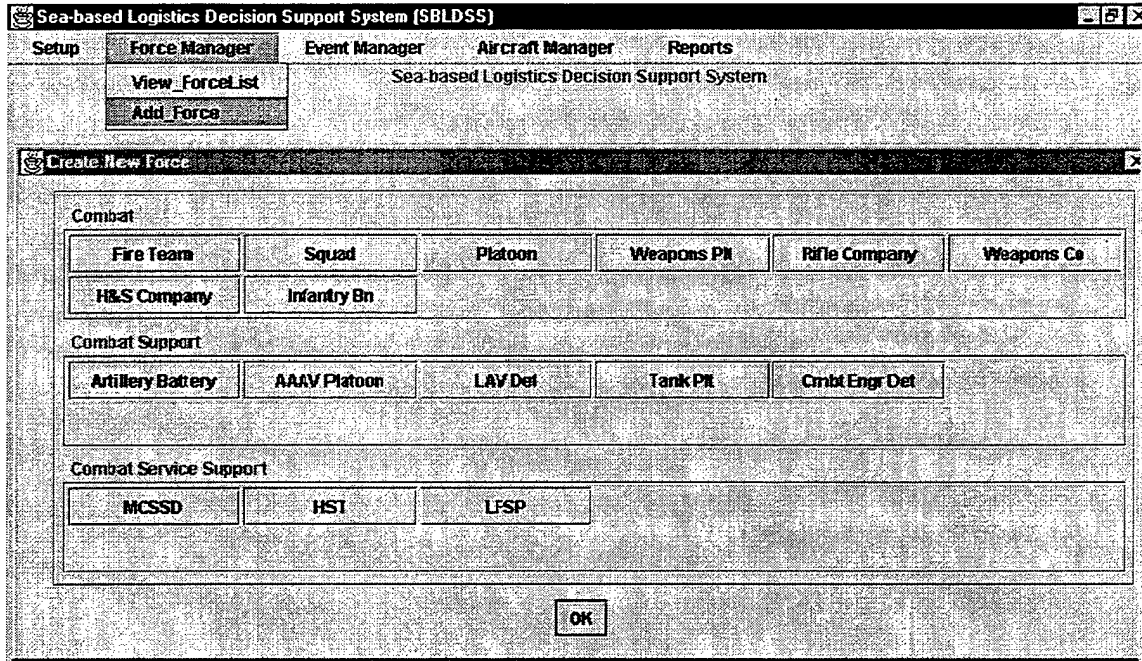 Sea-based Logistics Decision Support System (SBLDSS)
Setup Force Manager Event Manager Aircraft Manager Reports
View_ForceList
Sea-based Logistics Decision Support System
Add_Force
Create New Force
Combat
Fire Team Squad Platoon Weapons Plt Rifle Company Weapons Co
H&S Company Infantry Bn
Combat Support
Artillery Battery AAAV Platoon LAV Det Tank Plt Cmbt Engr Det
Combat Service Support
MCSSD HST LFSP
OK